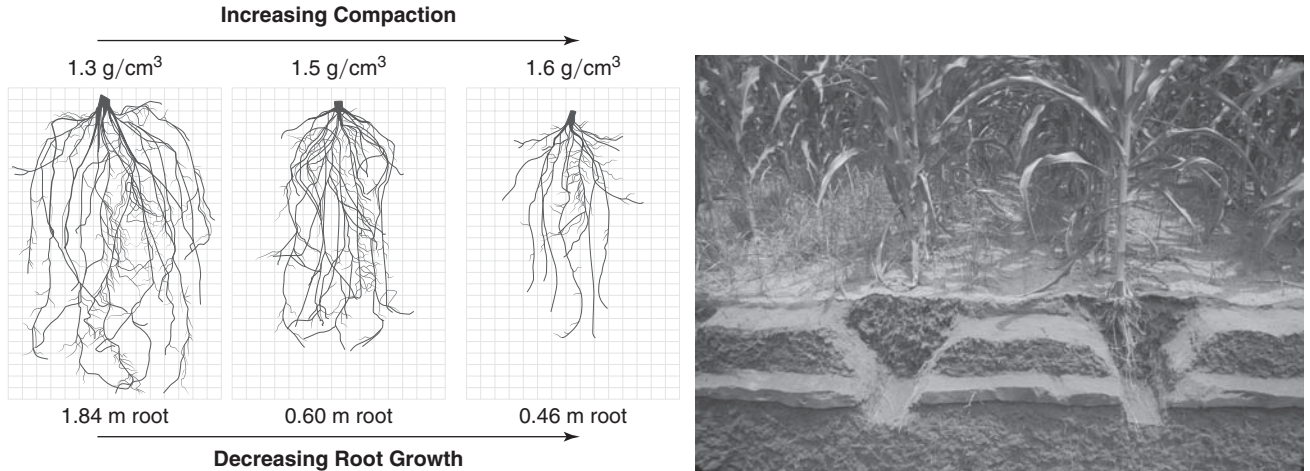 Increasing Compaction
1.3 g/cm³ 1.5 g/cm³ 1.6 g/cm³
1.84 m root 0.60 m root 0.46 m root
Decreasing Root Growth